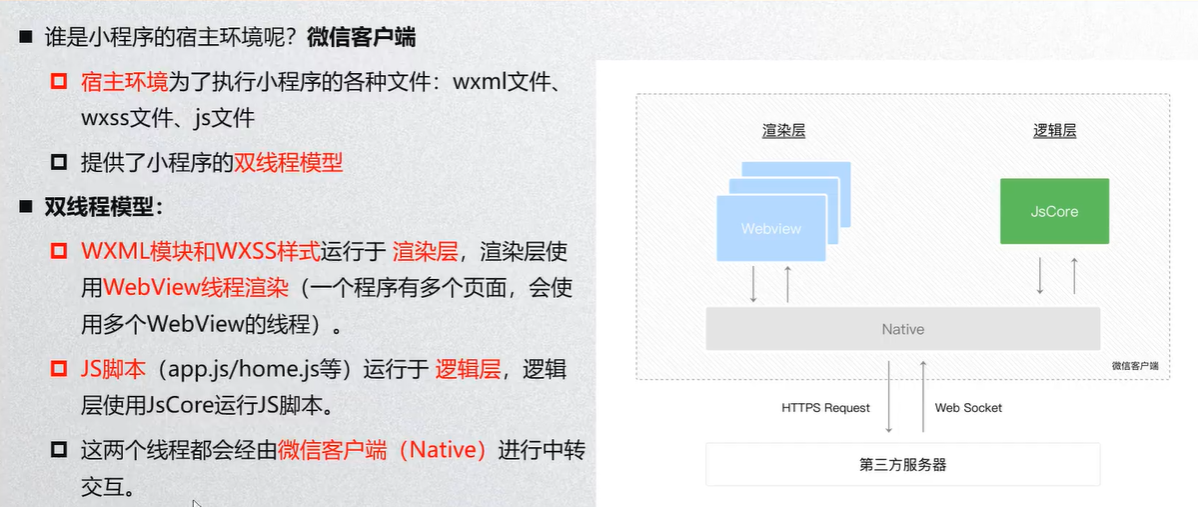 谁是小程序的宿主环境呢？微信客户端
宿主环境为了执行小程序的各种文件：wxml文件、
wxss文件、js文件
提供了小程序的双线程模型
双线程模型：
WXML模块和WXSS样式运行于 渲染层，渲染层使
用WebView线程渲染（一个程序有多个页面，会使
用多个WebView的线程）。
JS脚本（app.js/home.js等）运行于 逻辑层，逻辑
层使用JsCore运行JS脚本。
这两个线程都会经由微信客户端（Native）进行中转
交互。
渲染层
逻辑层
Webview
JsCore
Native
微信客户端
HTTPS Request
Web Socket
第三方服务器